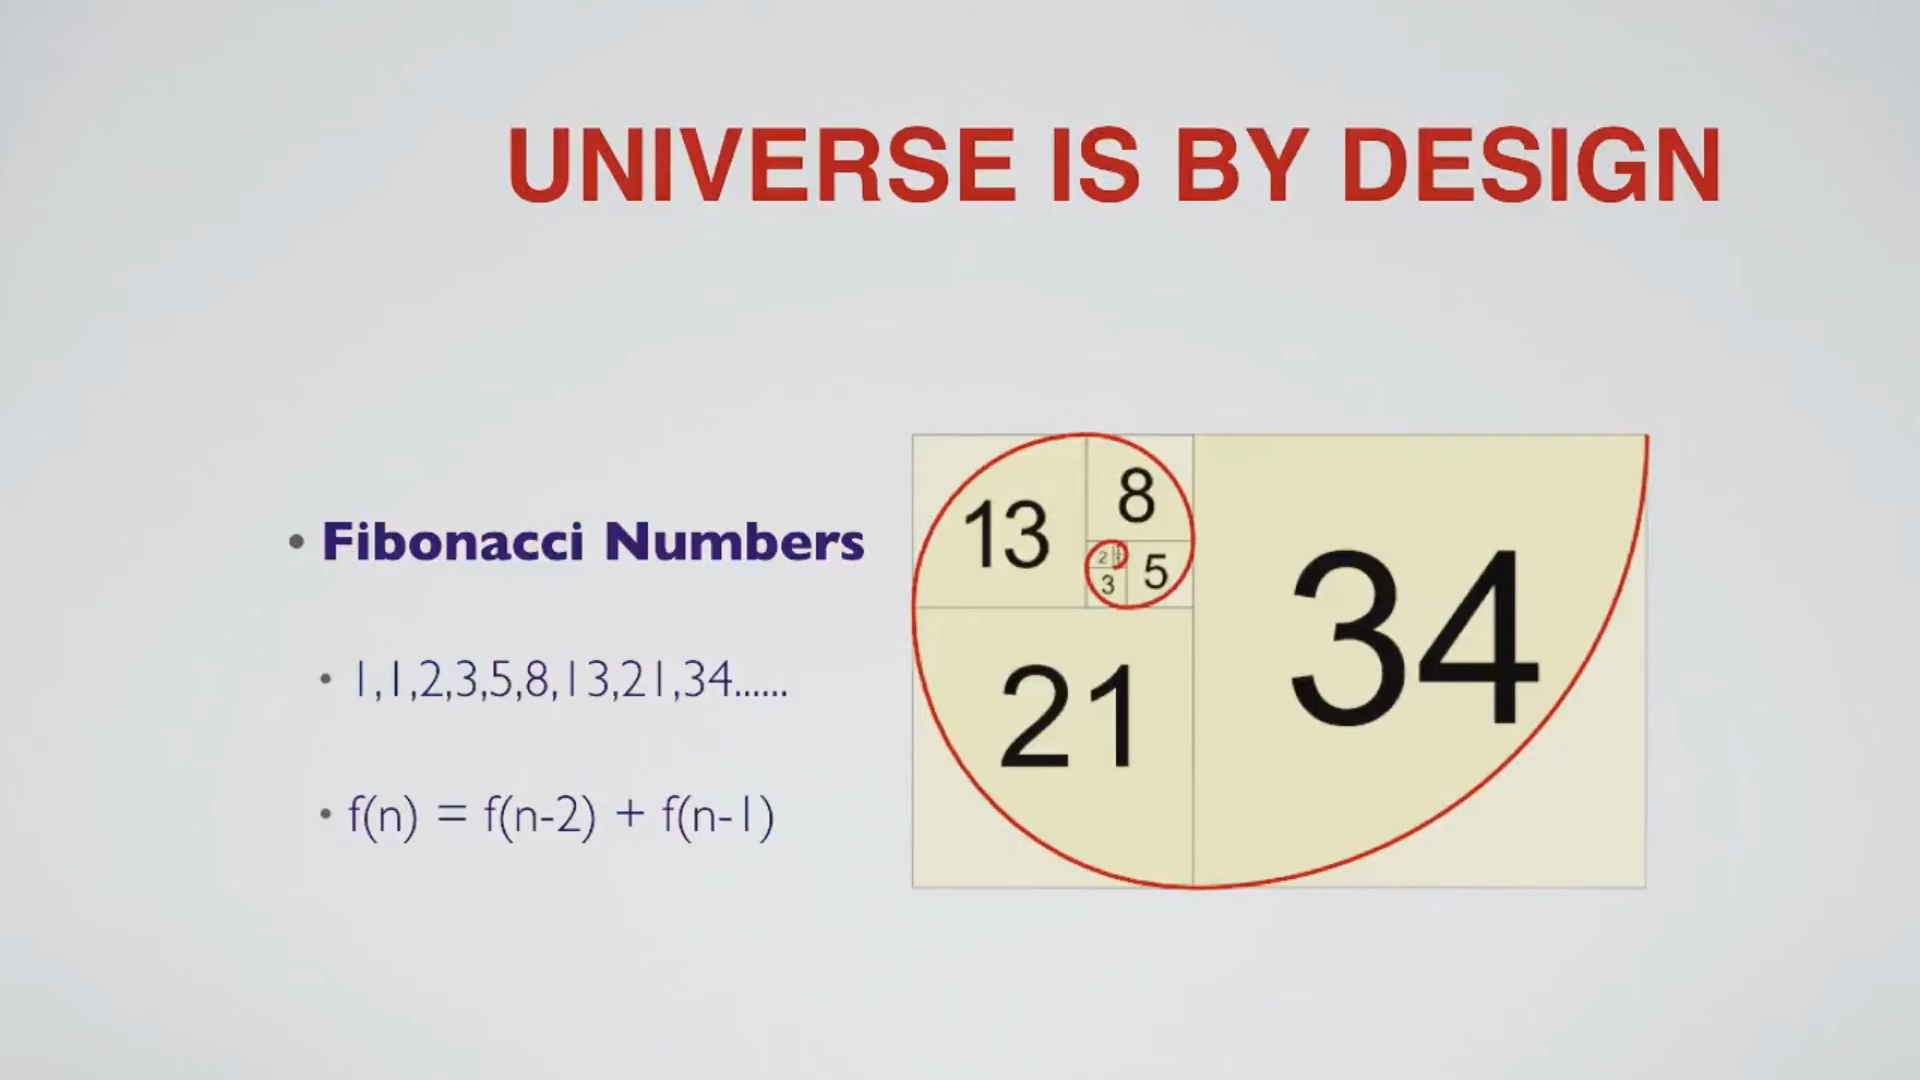 UNIVERSE IS BY DESIGN
• Fibonacci Numbers
• 1,1,2,3,5,8,13,21,34......
• f(n) = f(n-2) + f(n-1)
13
8
2
3
5
21
34